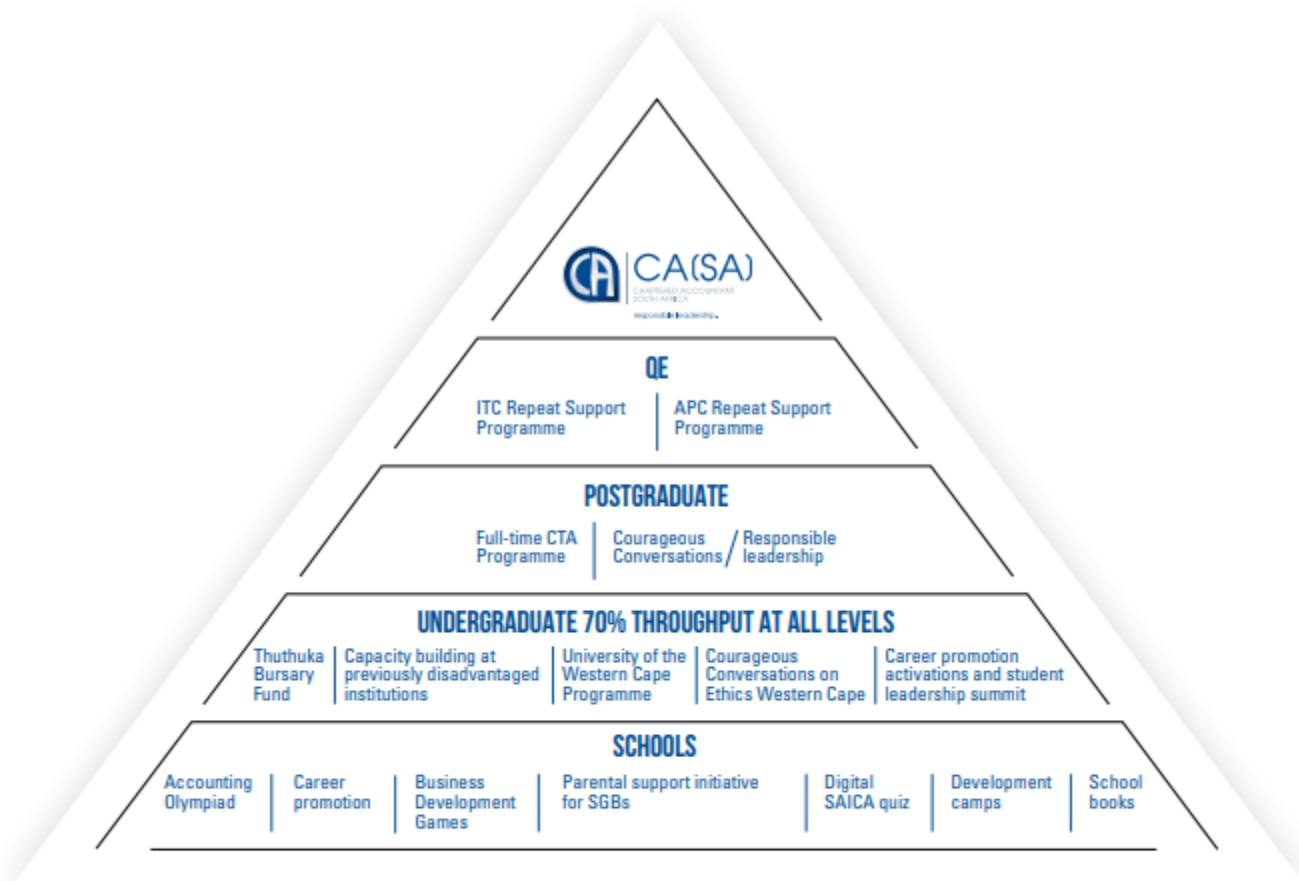 CA CA(SA)
CHARTERED ACCOUNTANT
SOUTH AFRICA
responsible leadership.
QE
ITC Repeat Support
Programme
APC Repeat Support
Programme
POSTGRADUATE
Full-time CTA
Programme
Courageous
Conversations/
Responsible
leadership
UNDERGRADUATE 70% THROUGHPUT AT ALL LEVELS
Thuthuka
Bursary
Fund
Capacity building at
previously disadvantaged
institutions
University of the
Western Cape
Programme
Courageous
Conversations on
Ethics Western Cape
Career promotion
activations and student
leadership summit
SCHOOLS
Accounting
Olympiad
Career
promotion
Business
Development
Games
Parental support initiative
for SGBs
Digital
SAICA quiz
Development
camps
School
books